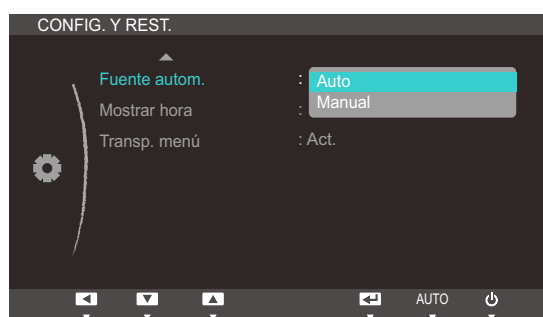 CONFIG. Y REST.
Fuente autom. : Auto
Manual
Mostrar hora :
Transp. menú : Act.
AUTO